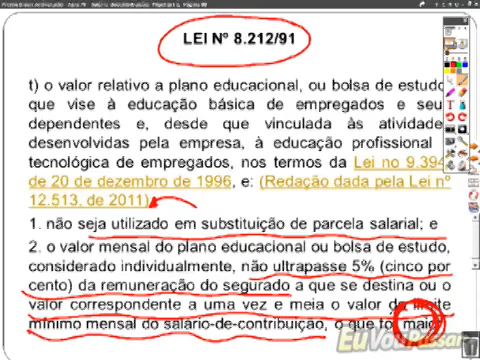 LEI Nº 8.212/91
t) o valor relativo a plano educacional, ou bolsa de estudo
que vise à educação básica de empregados e seu
dependentes e, desde que vinculada às atividade
desenvolvidas pela empresa, à educação profissional
tecnológica de empregados, nos termos da Lei no 9.394
de 20 de dezembro de 1996, e: (Redação dada pela Lei nº
12.513, de 2011)
1. não seja utilizado em substituição de parcela salarial; e
2. o valor mensal do plano educacional ou bolsa de estudo,
considerado individualmente, não ultrapasse 5% (cinco por
cento) da remuneração do segurado a que se destina ou o
valor correspondente a uma vez e meia o valor do limite
mínimo mensal do salário-de-contribuição, o que for maior
EuVouPassar